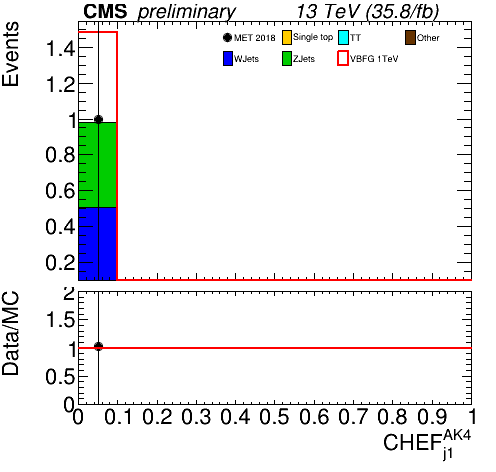 CMS preliminary 13 TeV (35.8/fb)
Events
MET 2018 Single top TT Other
WJets ZJets VBFG 1TeV
1.4
1.2
1
0.8
0.6
0.4
0.2
Data/MC
2
1.5
1
0.5
0
0 0.1 0.2 0.3 0.4 0.5 0.6 0.7 0.8 0.9 1
CHEF^{AK4}_{j1}